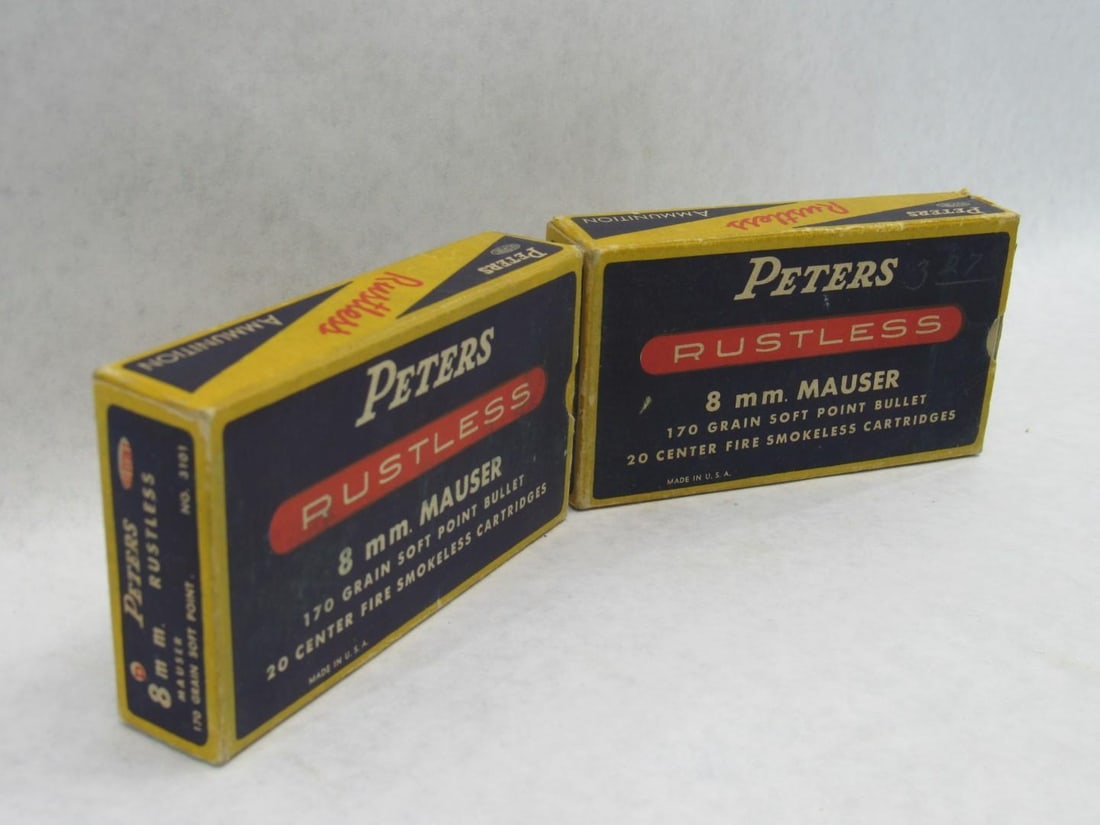 PETERS
Rustless
AMMUNITION
PETERS
RUSTLESS
8 mm. MAUSER
170 GRAIN SOFT POINT BULLET
20 CENTER FIRE SMOKELESS CARTRIDGES
MADE IN U. S. A.
PETERS
RUSTLESS
NO. 3101
8 m m.
MAUSER
170 GRAIN SOFT POINT.
PETERS
Rustless
AMMUNITION
PETERS
RUSTLESS
8 mm. MAUSER
170 GRAIN SOFT POINT BULLET
20 CENTER FIRE SMOKELESS CARTRIDGES
MADE IN U. S. A.